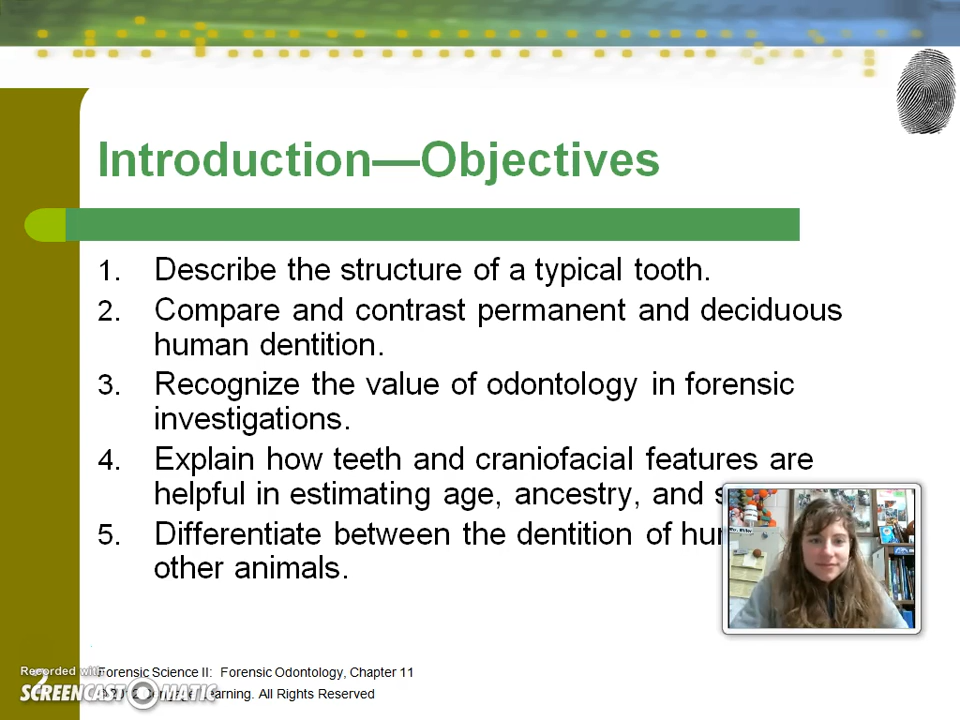 Introduction—Objectives
1. Describe the structure of a typical tooth.
2. Compare and contrast permanent and deciduous
human dentition.
3. Recognize the value of odontology in forensic
investigations.
4. Explain how teeth and craniofacial features are
helpful in estimating age, ancestry, and
5. Differentiate between the dentition of
other animals.
Recorded with
Forensic Science II: Forensic Odontology, Chapter 11
2
SCREENCAST-O-MATIC
Learning. All Rights Reserved